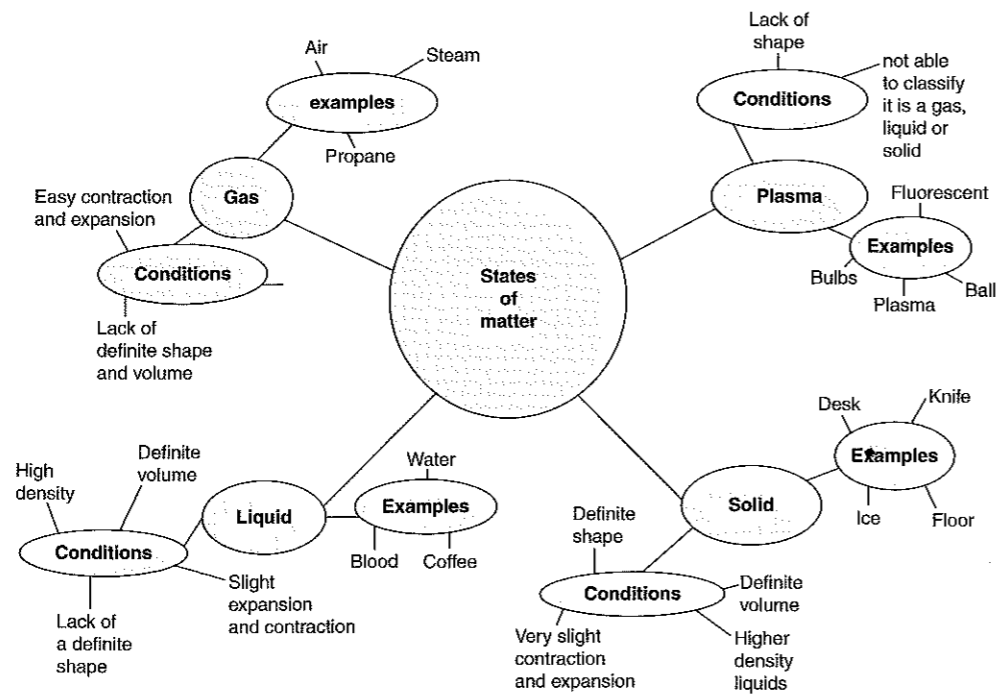 Air
Steam
examples
Propane
Gas
Easy contraction
and expansion
Conditions
Lack of
definite shape
and volume
Lack of
shape
Conditions
not able
to classify
it is a gas,
liquid or
solid
Plasma
Fluorescent
Examples
Bulbs
Plasma
Ball
States
of
matter
High
density
Definite
volume
Conditions
Liquid
Lack of
a definite
shape
Slight
expansion
and contraction
Water
Examples
Blood
Coffee
Desk
Knife
Examples
Ice
Floor
Solid
Definite
shape
Conditions
Definite
volume
Very slight
contraction
and expansion
Higher
density
liquids